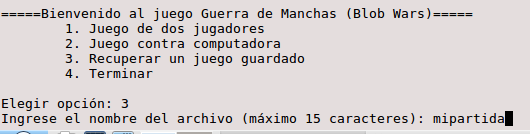 =====Bienvenido al juego Guerra de Manchas (Blob Wars)=====
1. Juego de dos jugadores
2. Juego contra computadora
3. Recuperar un juego guardado
4. Terminar
Elegir opción: 3
Ingrese el nombre del archivo (máximo 15 caracteres): mipartida